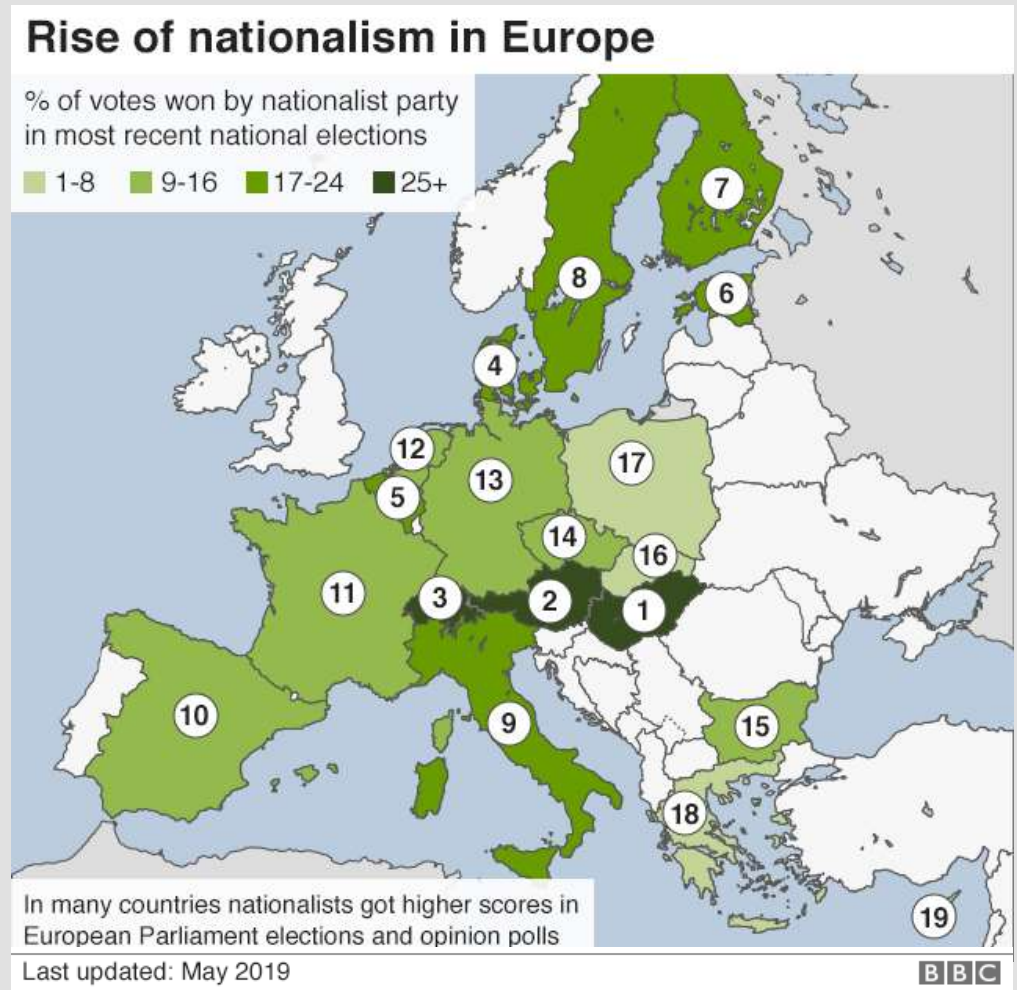 Rise of nationalism in Europe
% of votes won by nationalist party
in most recent national elections
1-8 9-16 17-24 25+
7
8
6
4
12
17
13
5
14
16
11
3
2
1
10
9
15
18
In many countries nationalists got higher scores in
European Parliament elections and opinion polls
19
Last updated: May 2019
BBC